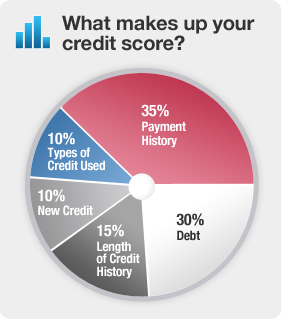 What makes up your
credit score?
35%
Payment
History
10%
Types of
Credit Used
10%
New Credit
15%
Length
of Credit
History
30%
Debt